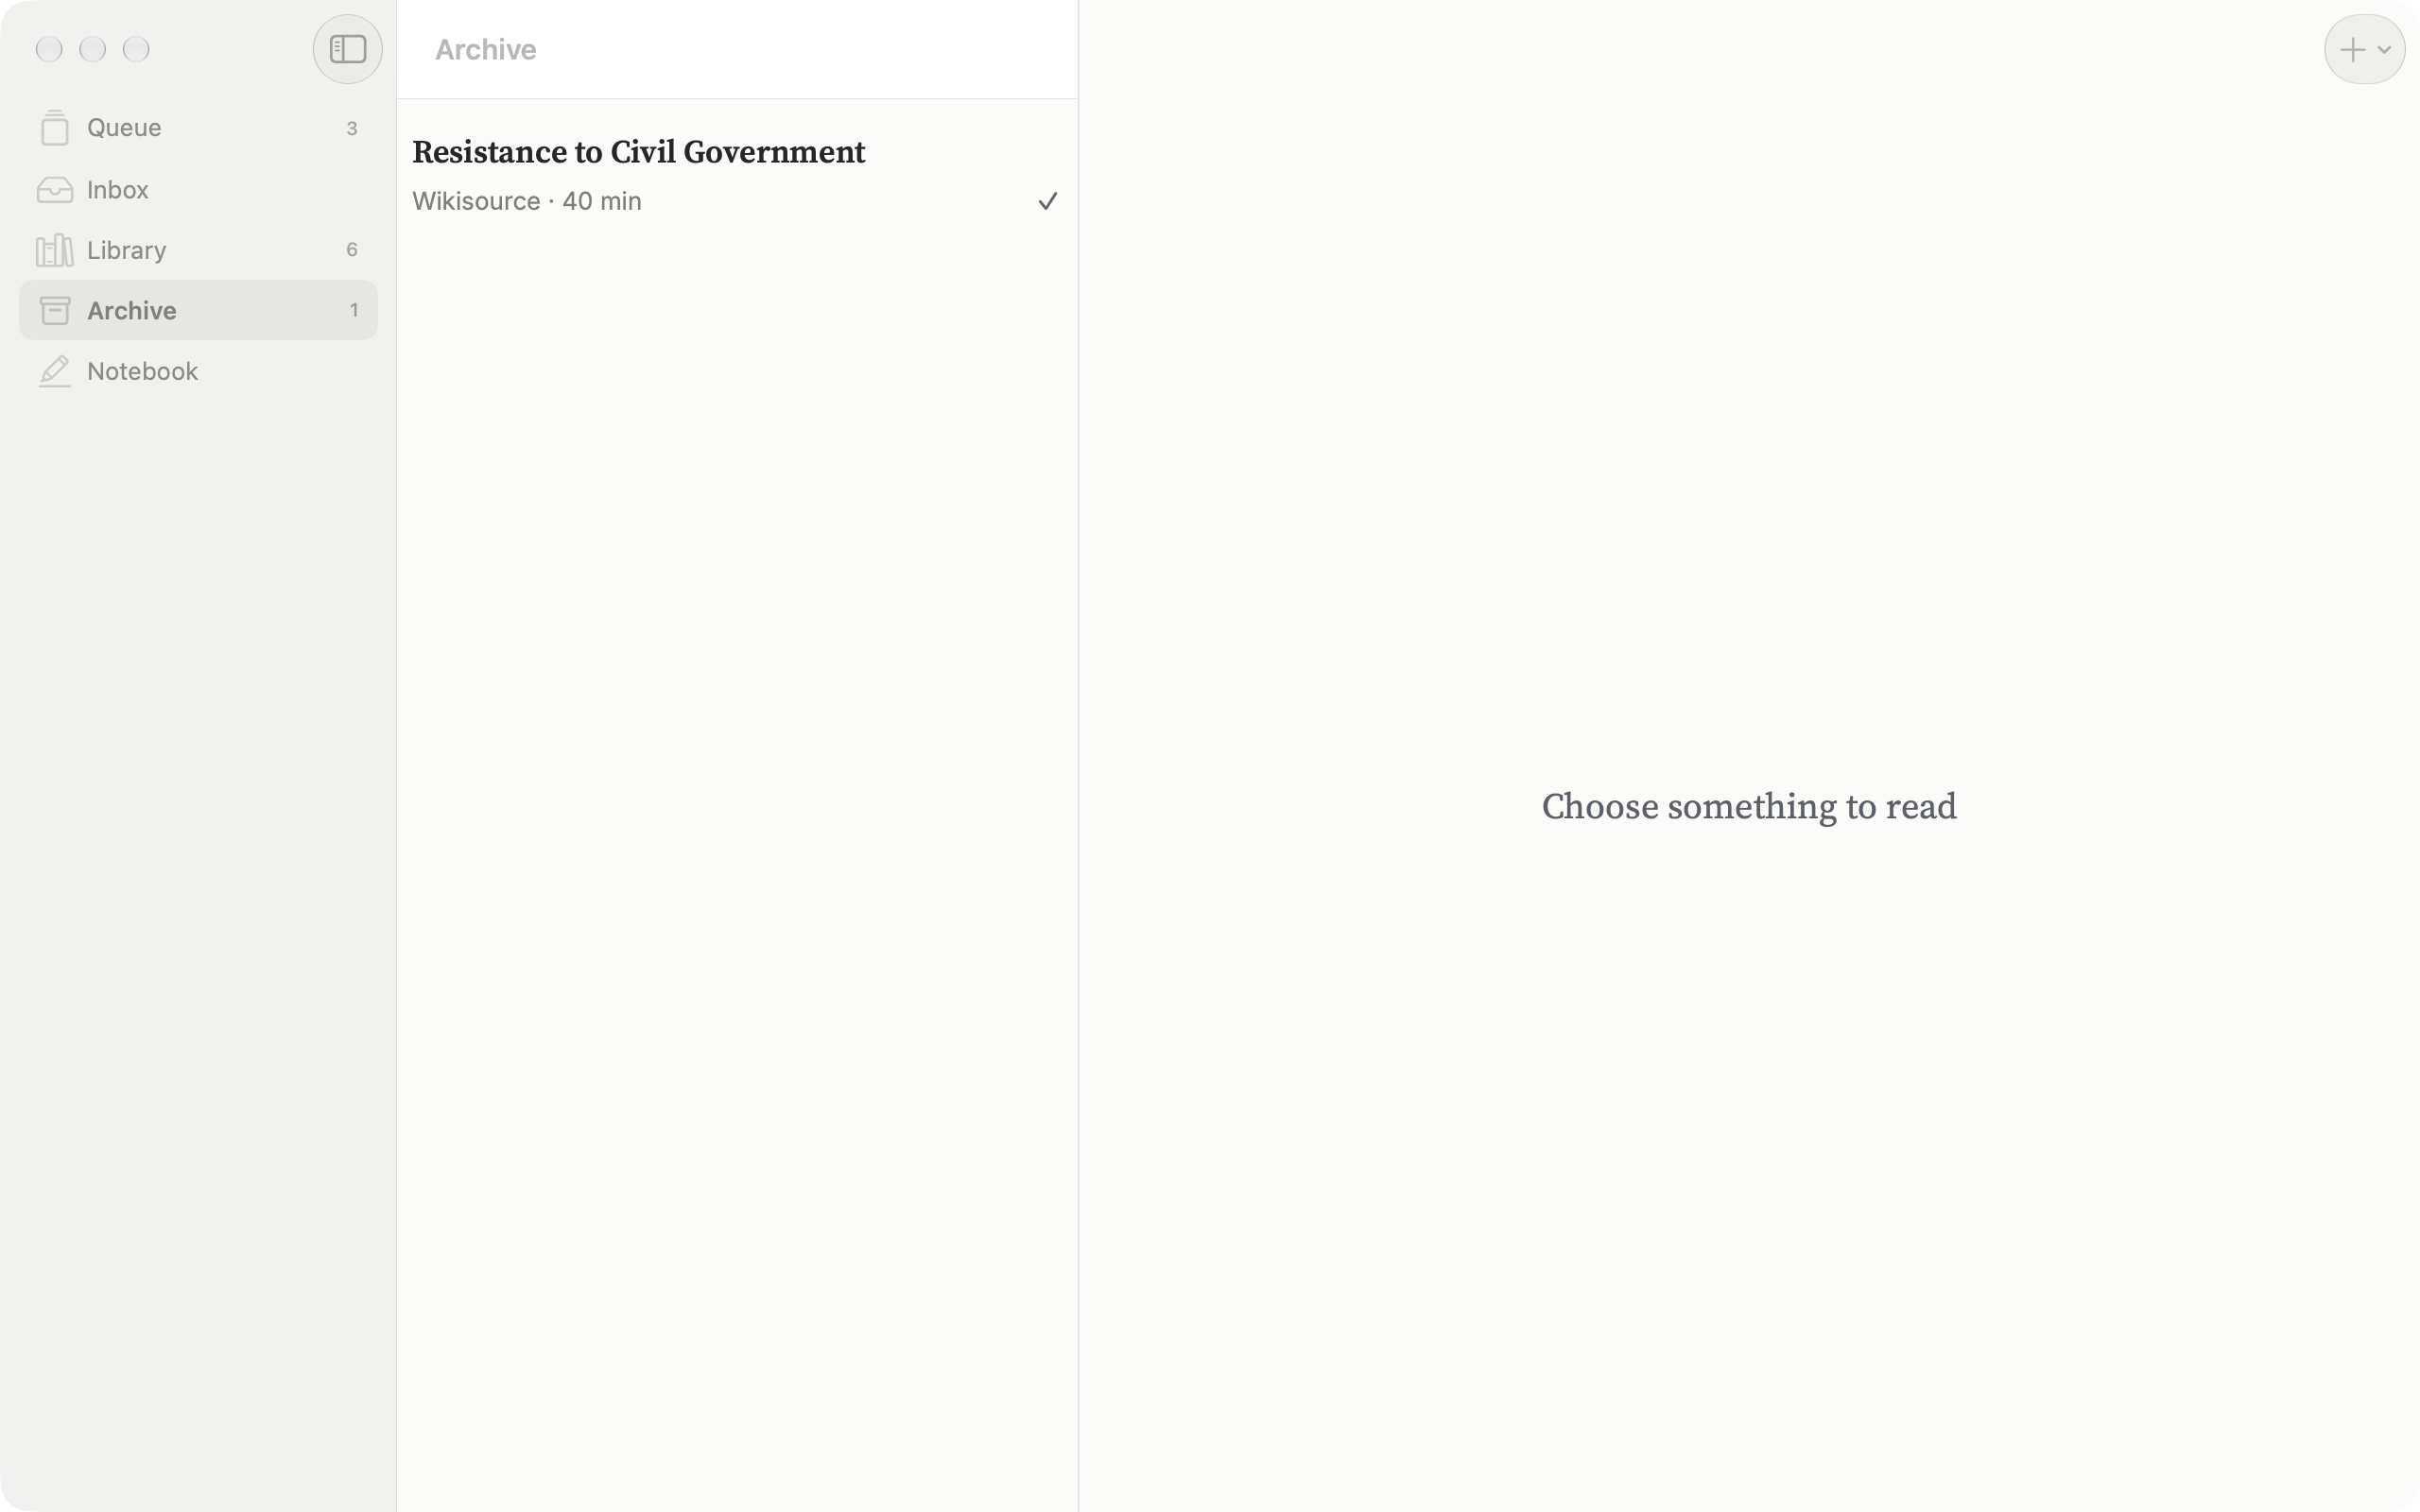 Archive
Queue 3
Inbox
Library 6
Archive 1
Notebook
Resistance to Civil Government
Wikisource · 40 min
Choose something to read